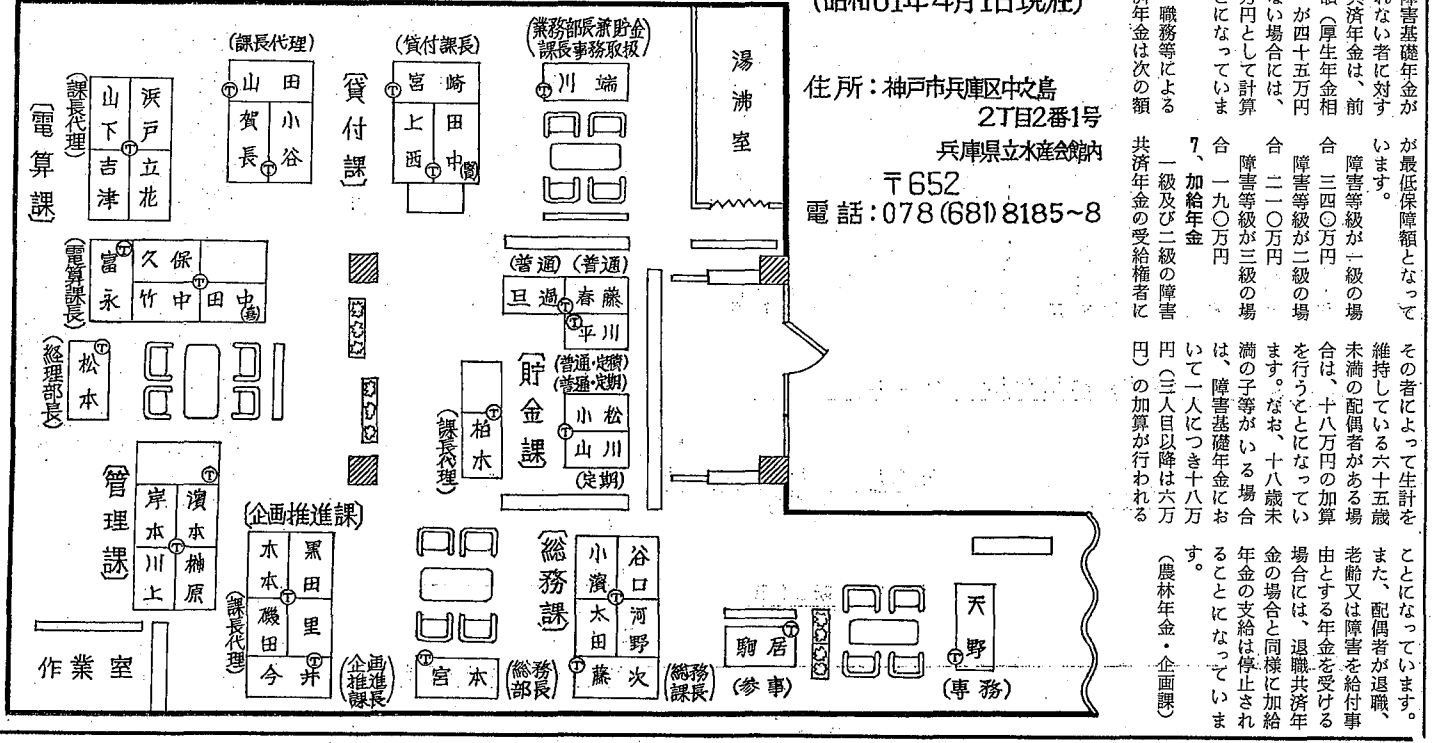 (昭和61年4月1日現在)
住所:神戸市兵庫区中之島
2丁目2番1号
兵庫県立水産会館内
〒652
電話:078(681)8185~8
湯沸室
(業務部長兼貯金
課長事務取扱)
川端
(貸付課長)
宮崎
上西
田中(賢)
〔貸付課〕
(課長代理)
山田
賀長
小谷
〔電算課〕
(課長代理)
山下
浜戸
吉津
立花
(電算課長)
富永
久保
竹中
田中(嘉)
(経理部長)
松本
(普通)
(普通)
旦過
春藤
平川
〔貯金課〕
(普通・定積)
(普通・定期)
小松
山川
(定期)
(課長代理)
柏木
〔管理課〕
岸本
濱本
川上
榊原
作業室
(企画推進課)
木本
黒田
磯田
里
今井
(課長代理)
(企画
推進
課長)
宮本
(総務
部長)
〔総務課〕
小濱
谷口
太田
河野
藤次
(総務
課長)
駒居
(参事)
天野
(専務)
障害基礎年金が
れない者に対す
共済年金は、前
額(厚生年金相
が四十五万円
ない場合には、
万円として計算
とになっていま
職務等による
済年金は次の額
が最低保障額となって
います。
障害等級が一級の場
合 三四〇万円
障害等級が二級の場
合 二一〇万円
障害等級が三級の場
合 一九〇万円
7、加給年金
一級及び二級の障害
共済年金の受給権者に
その者によって生計を
維持している六十五歳
未満の配偶者がある場
合は、十八万円の加算
を行うことになってい
ます。なお、十八歳未
満の子等がいる場合
は、障害基礎年金にお
いて一人につき十八万
円(三人目以降は六万
円)の加算が行われる
ことになっています。
また、配偶者が退職、
老齢又は障害を給付事
由とする年金を受ける
場合には、退職共済年
金の場合と同様に加給
年金の支給は停止され
ることになっていま
す。
(農林年金・企画課)